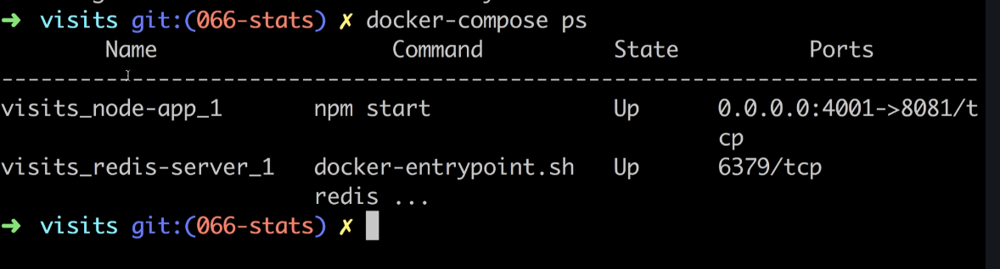 ➜ visits git:(066-stats) ✗ docker-compose ps
Name Command State Ports
---------------------------------------------------------------------------
visits_node-app_1 npm start Up 0.0.0.0:4001->8081/t
cp
visits_redis-server_1 docker-entrypoint.sh Up 6379/tcp
redis ...
➜ visits git:(066-stats) ✗